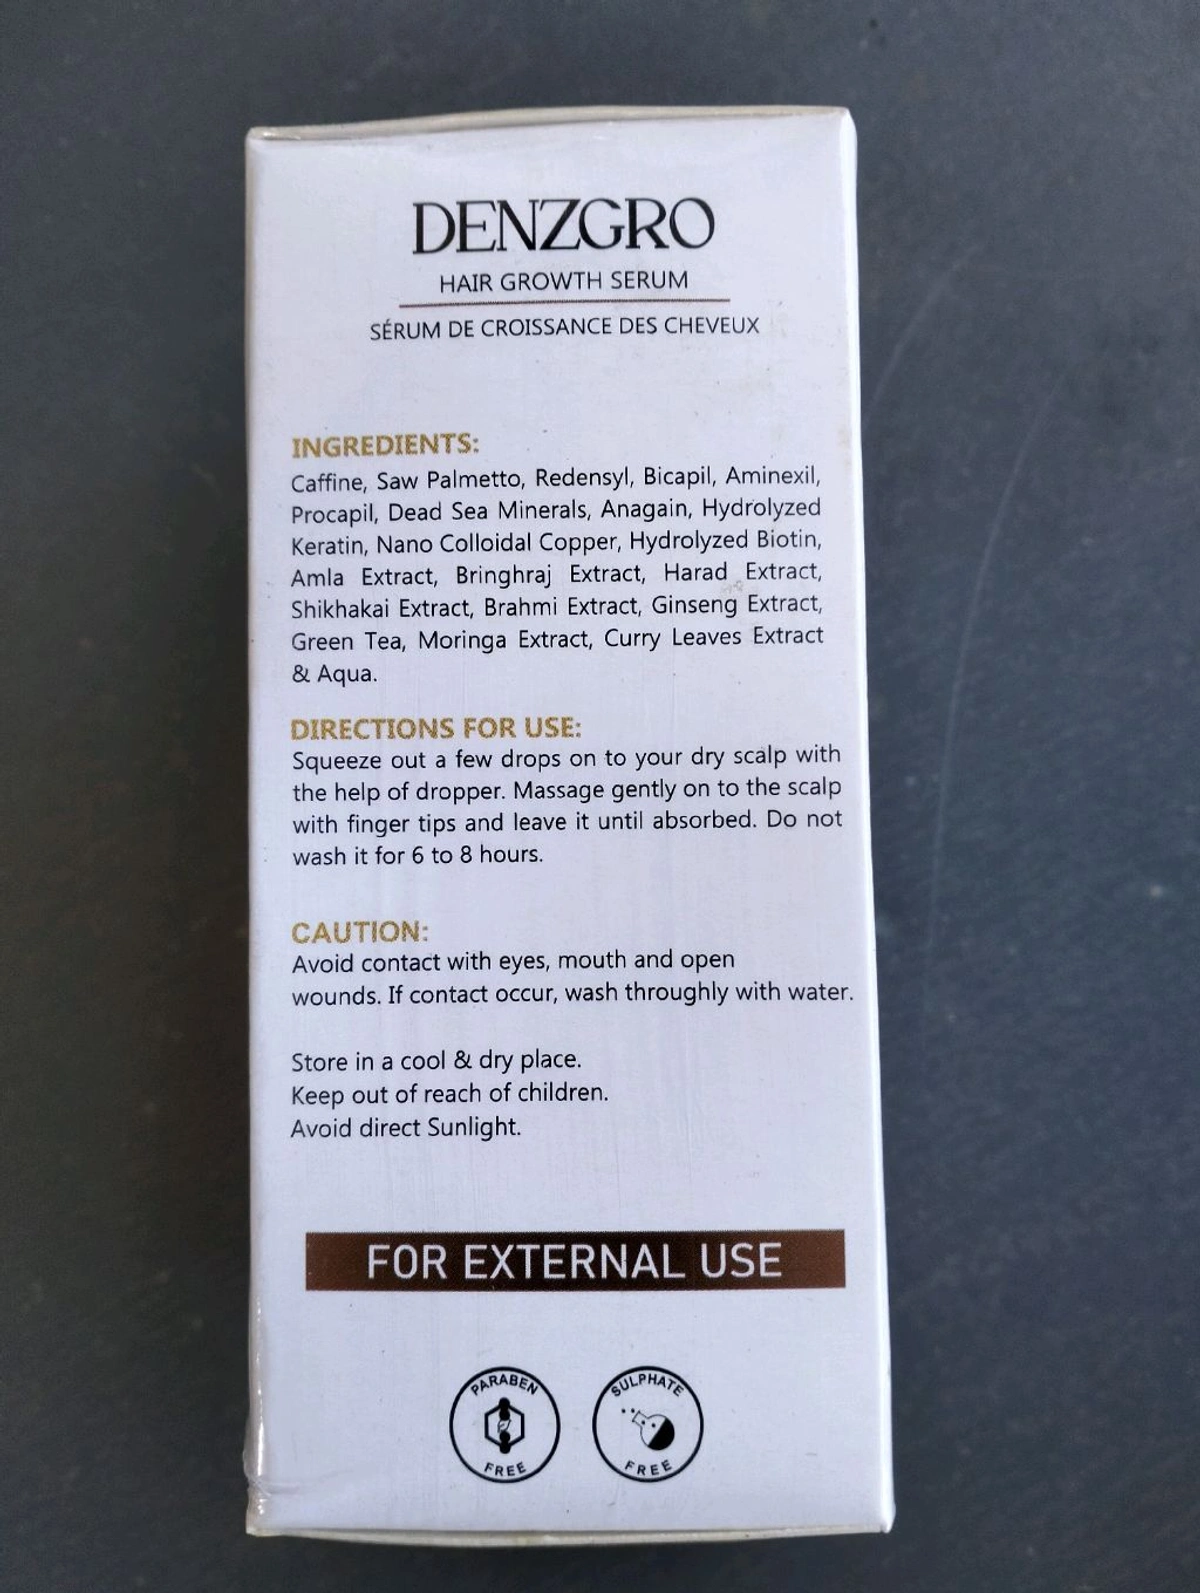 DENZGRO
HAIR GROWTH SERUM
SÉRUM DE CROISSANCE DES CHEVEUX
INGREDIENTS:
Caffine, Saw Palmetto, Redensyl, Bicapil, Aminexil,
Procapil, Dead Sea Minerals, Anagain, Hydrolyzed
Keratin, Nano Colloidal Copper, Hydrolyzed Biotin,
Amla Extract, Bringhraj Extract, Harad Extract,
Shikhakai Extract, Brahmi Extract, Ginseng Extract,
Green Tea, Moringa Extract, Curry Leaves Extract
& Aqua.
DIRECTIONS FOR USE:
Squeeze out a few drops on to your dry scalp with
the help of dropper. Massage gently on to the scalp
with finger tips and leave it until absorbed. Do not
wash it for 6 to 8 hours.
CAUTION:
Avoid contact with eyes, mouth and open
wounds. If contact occur, wash throughly with water.
Store in a cool & dry place.
Keep out of reach of children.
Avoid direct Sunlight.
FOR EXTERNAL USE
PARABEN
FREE
SULPHATE
FREE